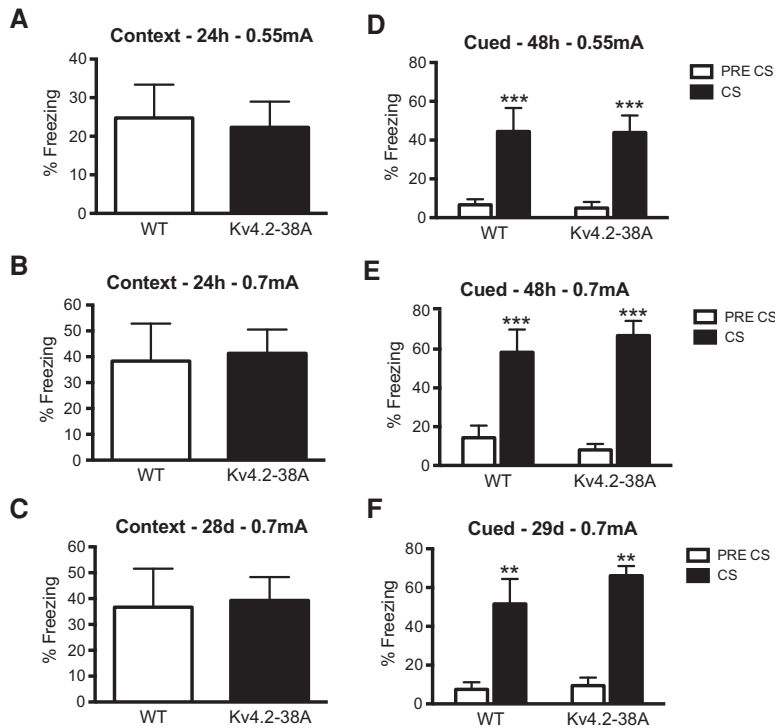 A
Context - 24h - 0.55mA
% Freezing
40
30
20
10
0
WT Kv4.2-38A
B
Context - 24h - 0.7mA
% Freezing
60
50
40
30
20
10
0
WT Kv4.2-38A
C
Context - 28d - 0.7mA
% Freezing
60
50
40
30
20
10
0
WT Kv4.2-38A
D
Cued - 48h - 0.55mA
% Freezing
80
60
40
20
0
*** ***
WT Kv4.2-38A
PRE CS
CS
E
Cued - 48h - 0.7mA
% Freezing
80
60
40
20
0
*** ***
WT Kv4.2-38A
PRE CS
CS
F
Cued - 29d - 0.7mA
% Freezing
80
60
40
20
0
** **
WT Kv4.2-38A
PRE CS
CS